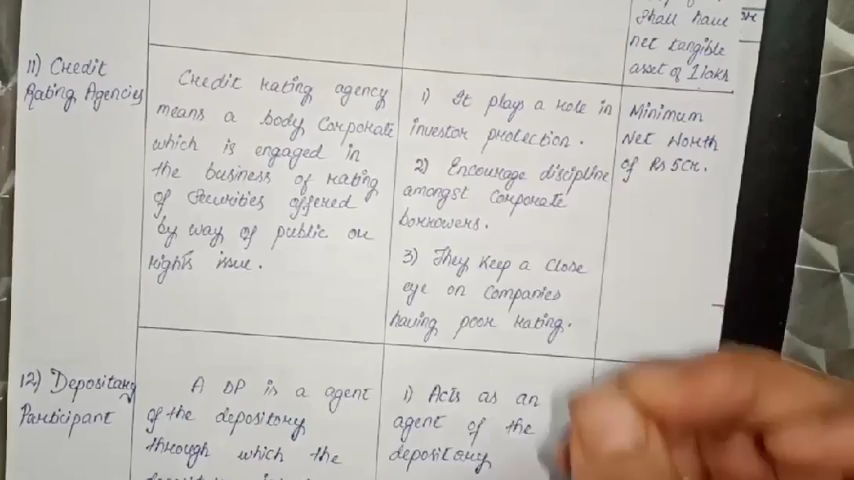 shall have
net tangible
asset of 1 laks
11) Credit
Rating Agencies
Credit rating agency
means a body Corporate
which is engaged in
the business of rating
of Securities offered
by way of public or
rights issue.
1) It plays a role in
investor protection.
2) Encourage discipline
amongst Corporate
borrowers.
3) They keep a close
eye on Companies
having poor rating.
Minimum
Net Worth
of Rs 5Cr.
12) Depositary
Participant
A DP is a agent
of the depository
through which the
1) Acts as an
agent of the
depositary